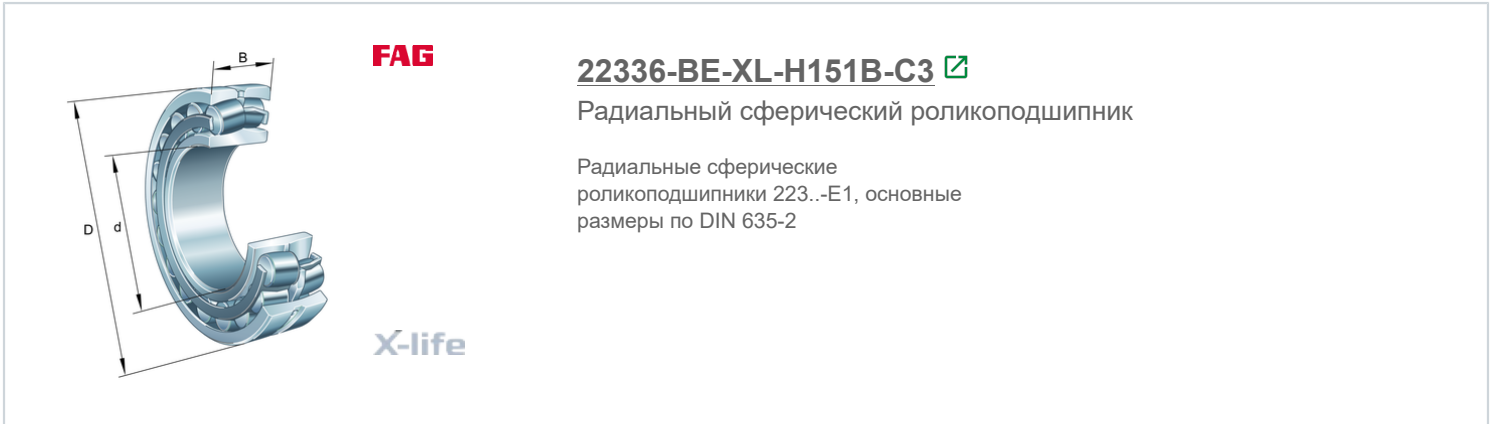 B
FAG
22336-BE-XL-H151B-C3
Радиальный сферический роликоподшипник
Радиальные сферические
роликоподшипники 223..-E1, основные
размеры по DIN 635-2
D
d
X-life